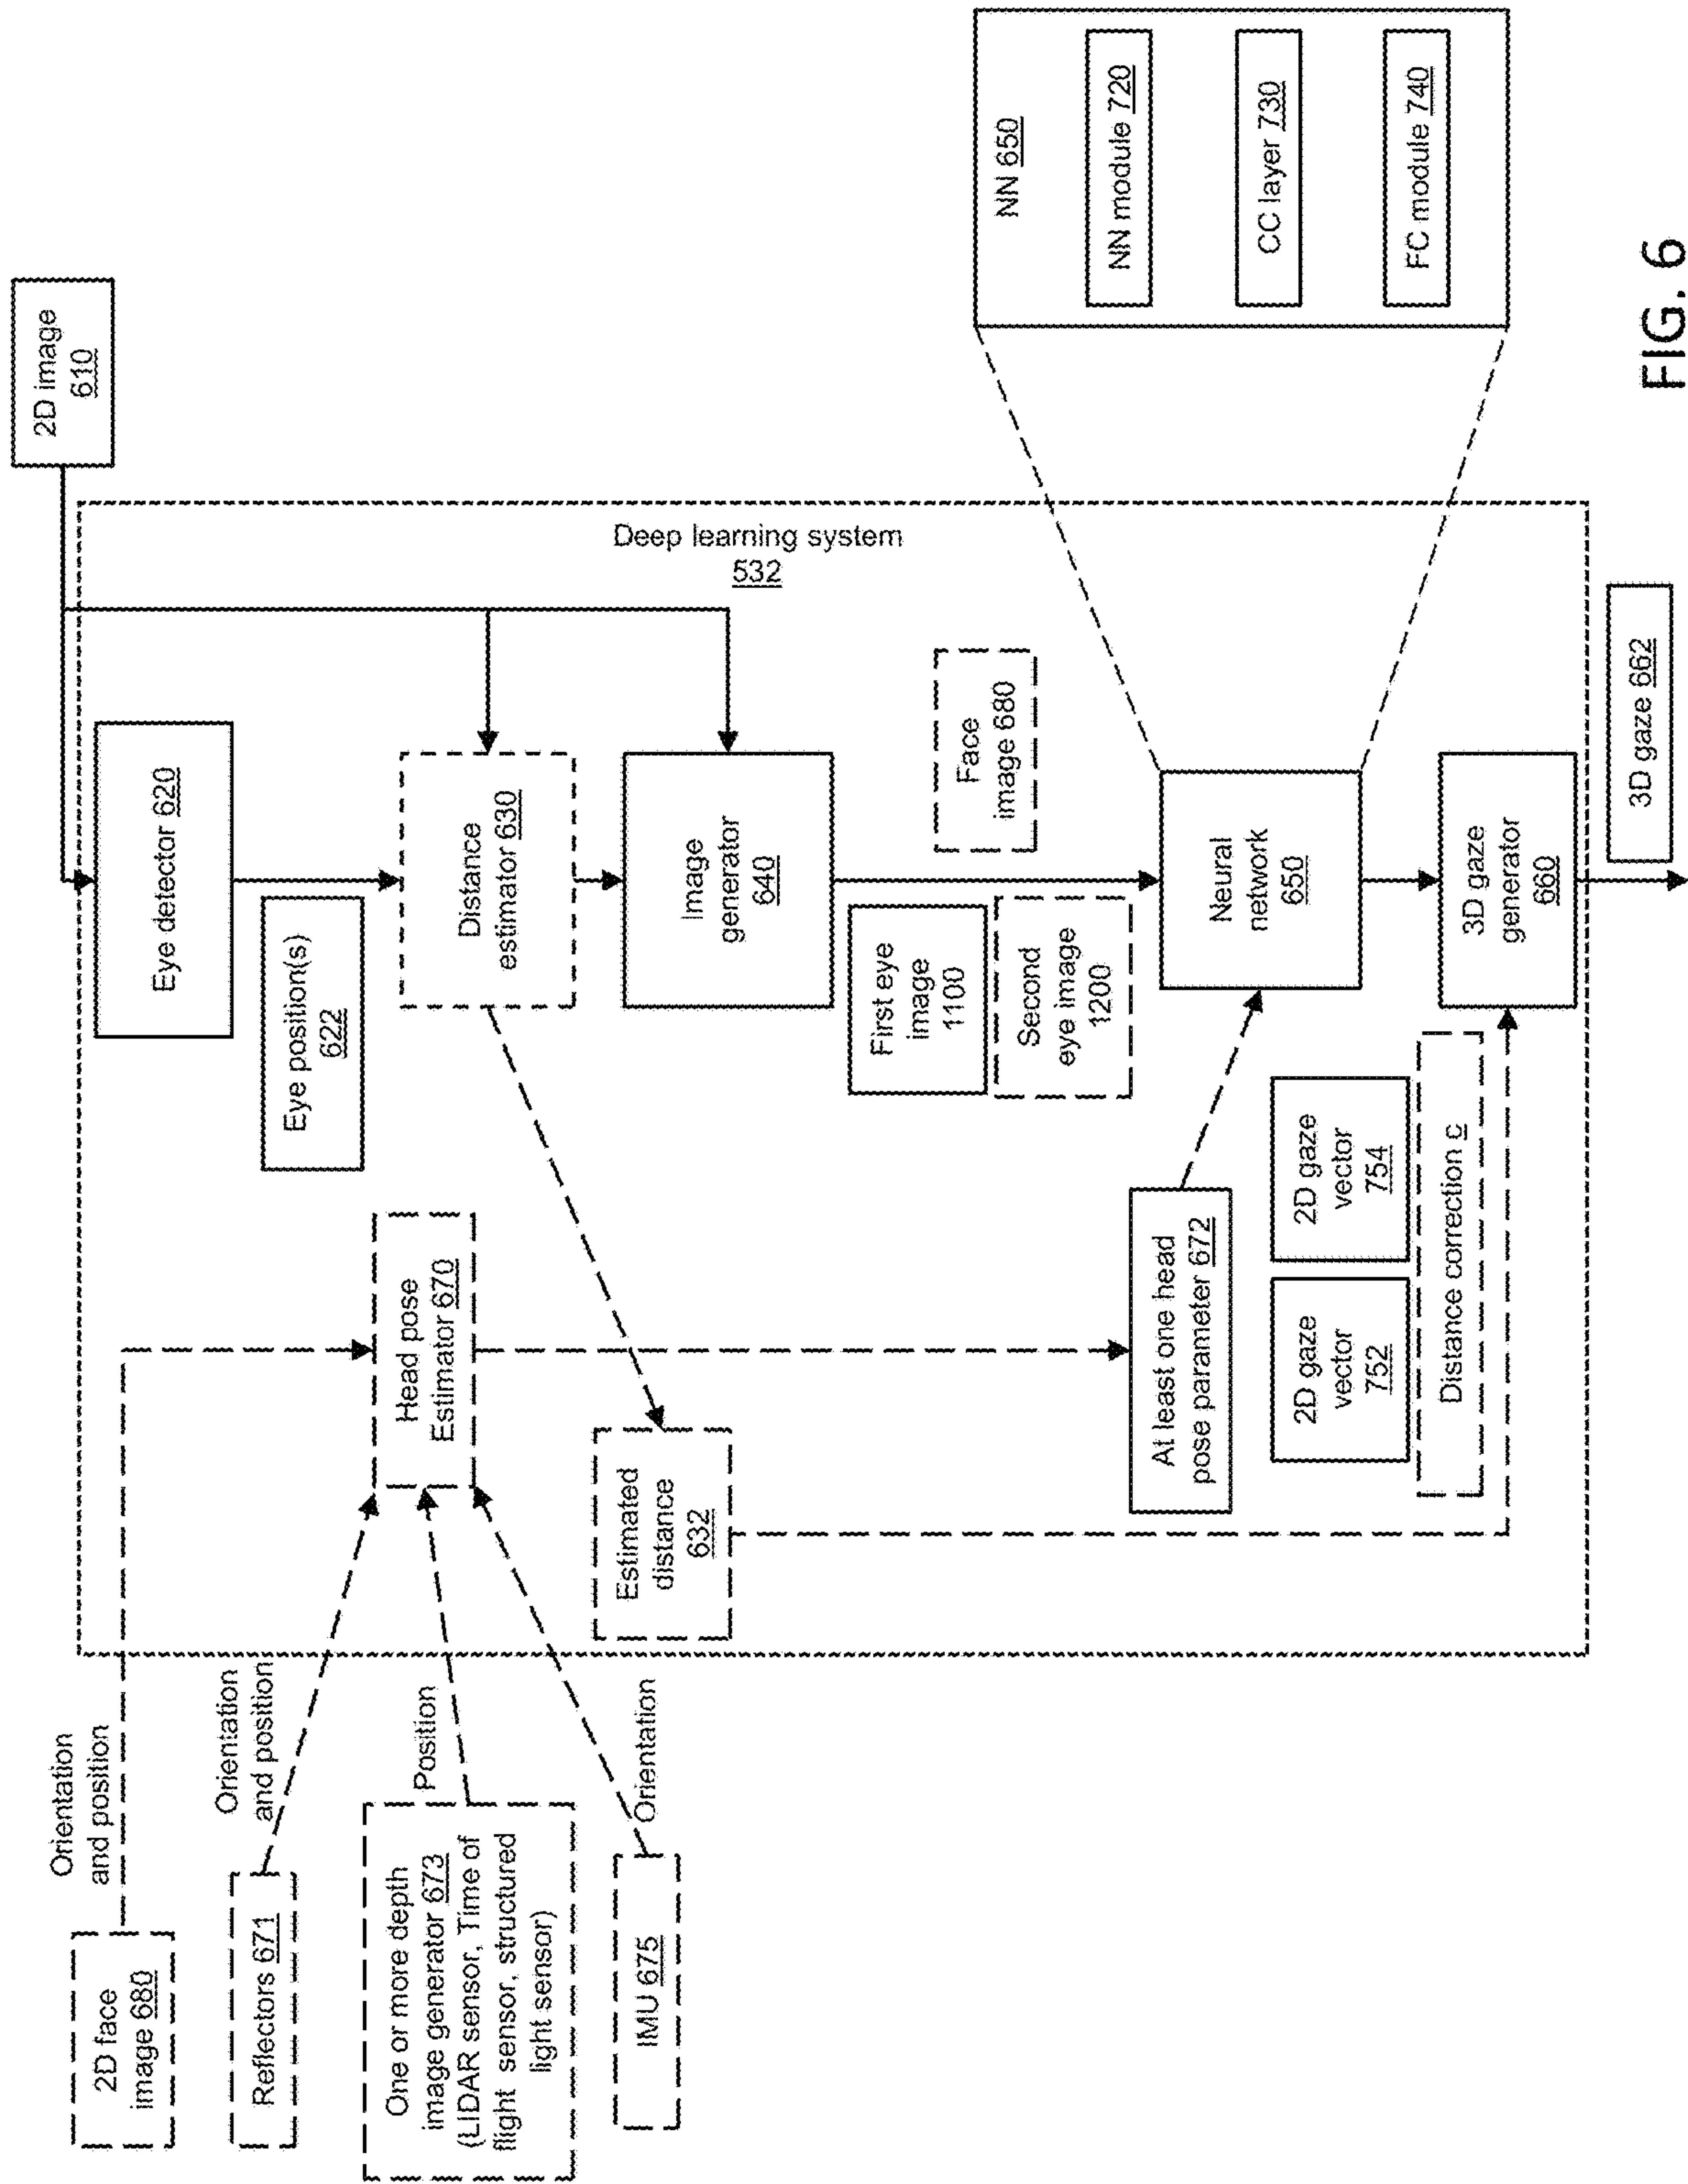 2D image
610
Deep learning system
532
Eye detector 620
Eye position(s)
622
Distance
estimator 630
Image
generator
640
First eye
image
1100
Second
eye image
1200
Face
image 680
Neural
network
650
3D gaze
generator
660
3D gaze 662
NN 650
NN module 720
CC layer 730
FC module 740
2D face
image 680
Orientation
and position
Reflectors 671
Orientation
and position
One or more depth
image generator 673
(LIDAR sensor, Time of
flight sensor, structured
light sensor)
Position
IMU 675
Orientation
Head pose
Estimator 670
Estimated
distance
632
At least one head
pose parameter 672
2D gaze
vector
752
2D gaze
vector
754
Distance correction c
FIG. 6